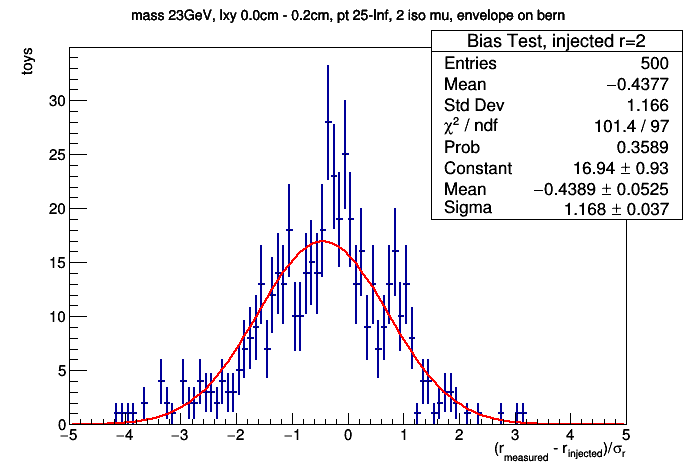 mass 23GeV, lxy 0.0cm - 0.2cm, pt 25-Inf, 2 iso mu, envelope on bern
Bias Test, injected r=2
Entries 500
Mean −0.4377
Std Dev 1.166
χ² / ndf 101.4 / 97
Prob 0.3589
Constant 16.94 ± 0.93
Mean −0.4389 ± 0.0525
Sigma 1.168 ± 0.037
toys
30
25
20
15
10
5
0
−5 −4 −3 −2 −1 0 1 2 3 4 5
(r_measured - r_injected)/σ_r